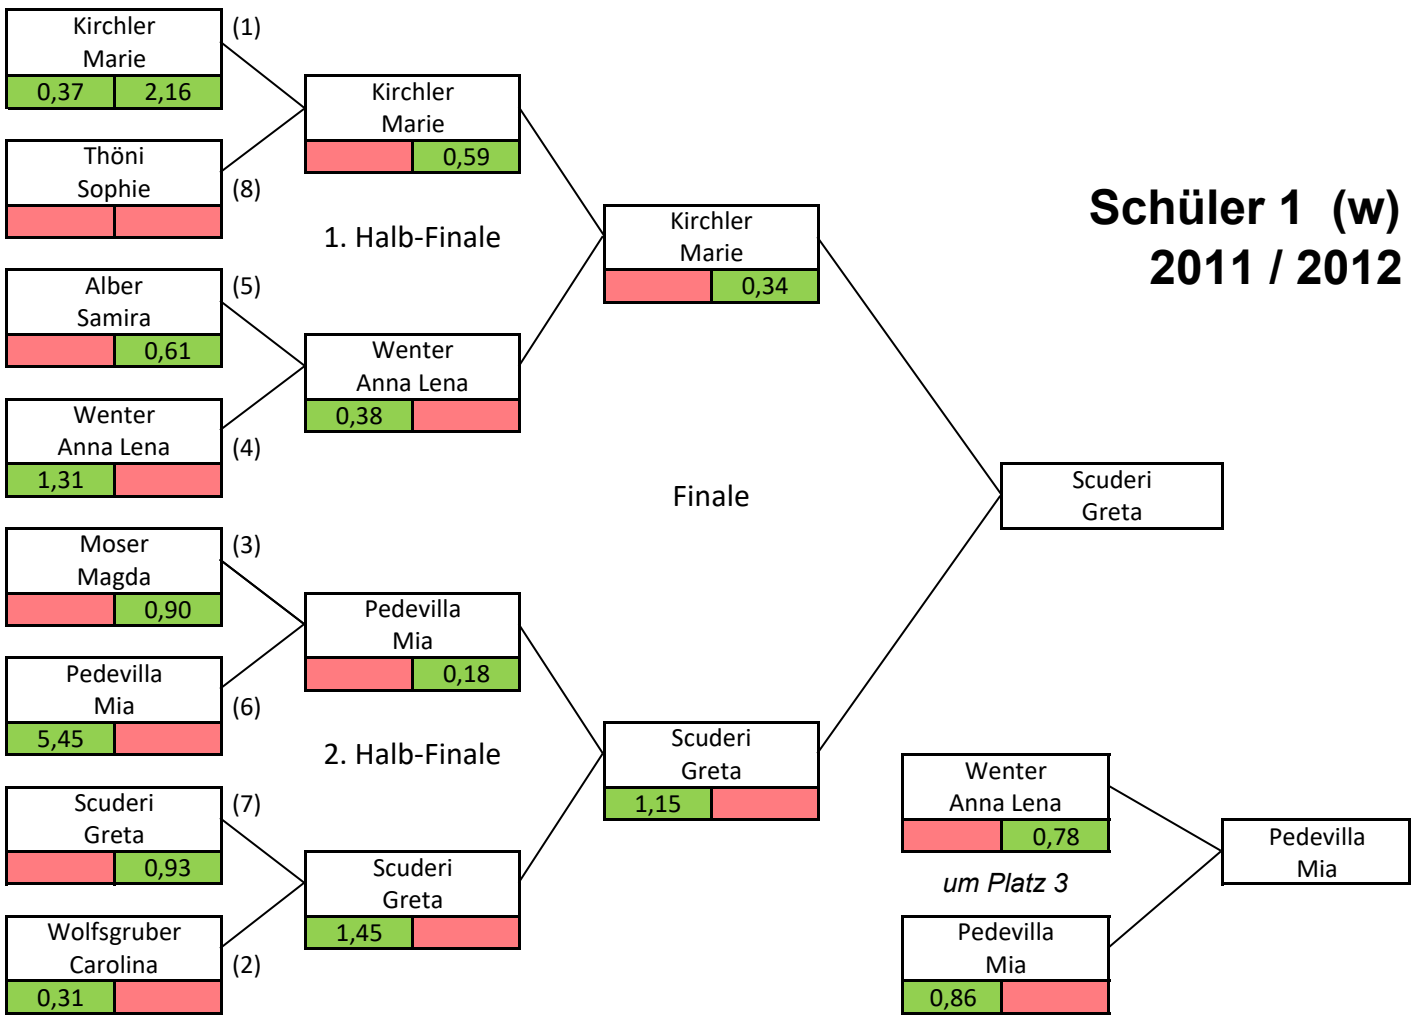 Kirchler
Marie
(1)
0,37 2,16
Thöni
Sophie
(8)
Alber
Samira
(5)
0,61
Wenter
Anna Lena
(4)
1,31
Moser
Magda
(3)
0,90
Pedevilla
Mia
(6)
5,45
Scuderi
Greta
(7)
0,93
Wolfsgruber
Carolina
(2)
0,31
Kirchler
Marie
0,59
1. Halb-Finale
Wenter
Anna Lena
0,38
Pedevilla
Mia
0,18
2. Halb-Finale
Scuderi
Greta
1,45
Kirchler
Marie
0,34
Finale
Scuderi
Greta
1,15
Schüler 1 (w)
2011 / 2012
Scuderi
Greta
Wenter
Anna Lena
0,78
um Platz 3
Pedevilla
Mia
0,86
Pedevilla
Mia